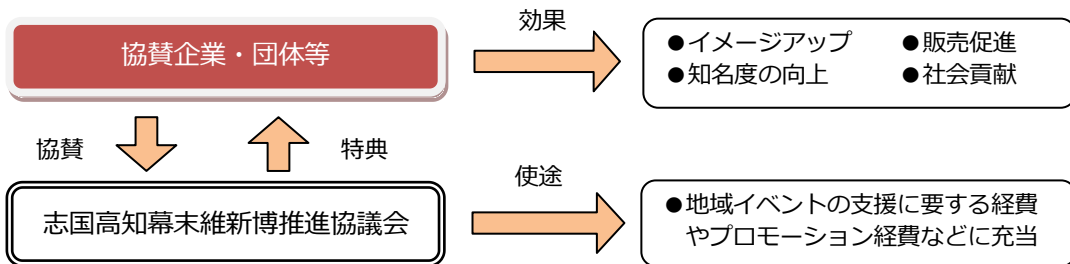 効果
協賛企業・団体等
●イメージアップ ●販売促進
●知名度の向上 ●社会貢献
協賛 特典
使途
志国高知幕末維新博推進協議会
●地域イベントの支援に要する経費
やプロモーション経費などに充当